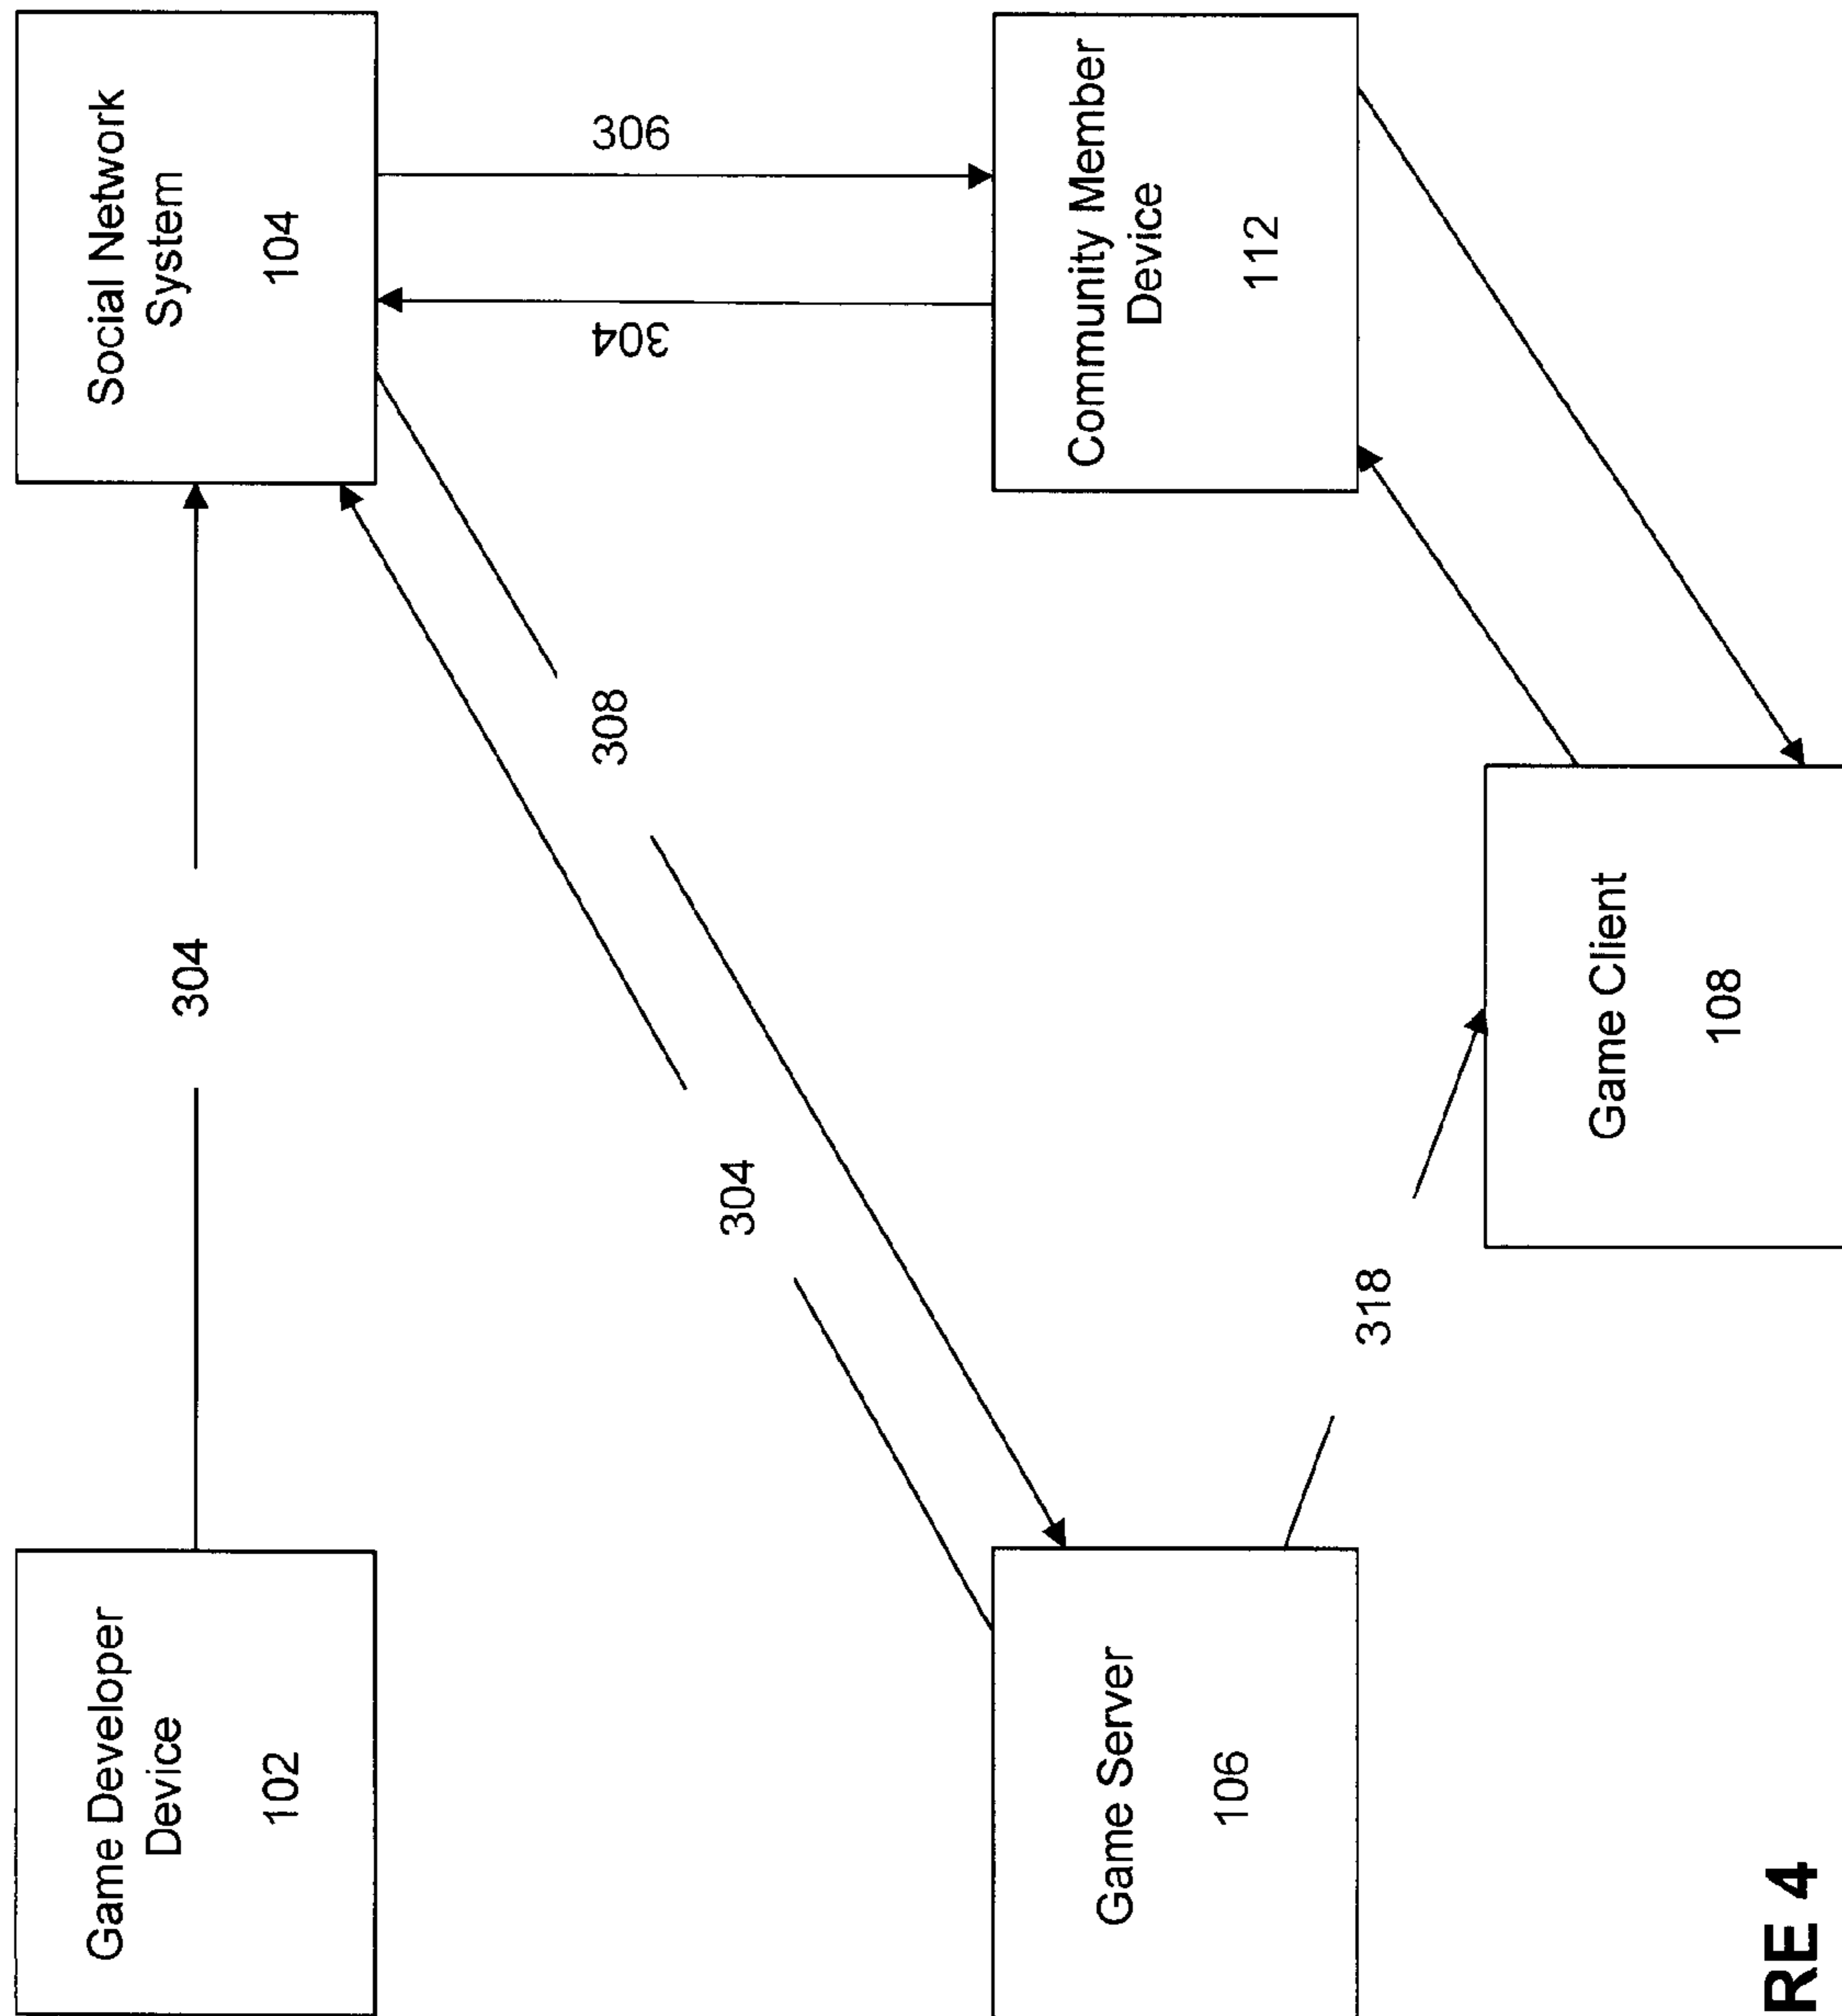 Game Developer
Device
102
304
Social Network
System
104
308
304
306
304
Game Server
106
Community Member
Device
112
318
Game Client
108
RE 4